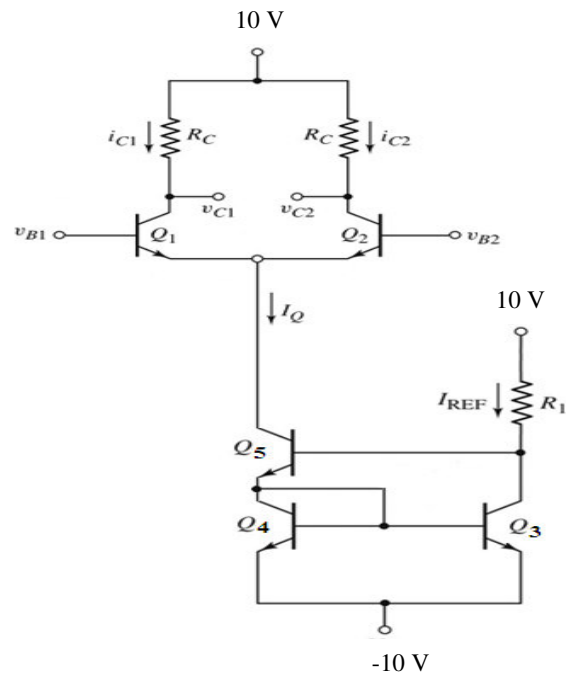 10 V
i_C1 R_C R_C i_C2
v_C1 v_C2
v_B1 Q_1 Q_2 v_B2
I_Q
10 V
I_REF R_1
Q_5
Q_4 Q_3
-10 V